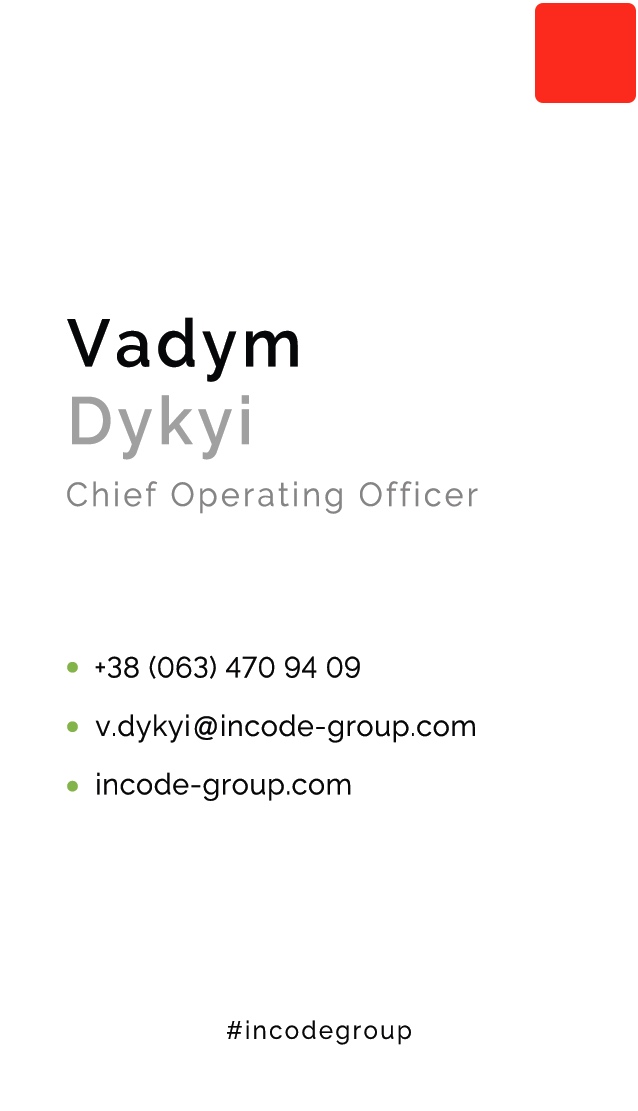 Vadym
Dykyi
Chief Operating Officer
+38 (063) 470 94 09
v.dykyi@incode-group.com
incode-group.com
#incodegroup